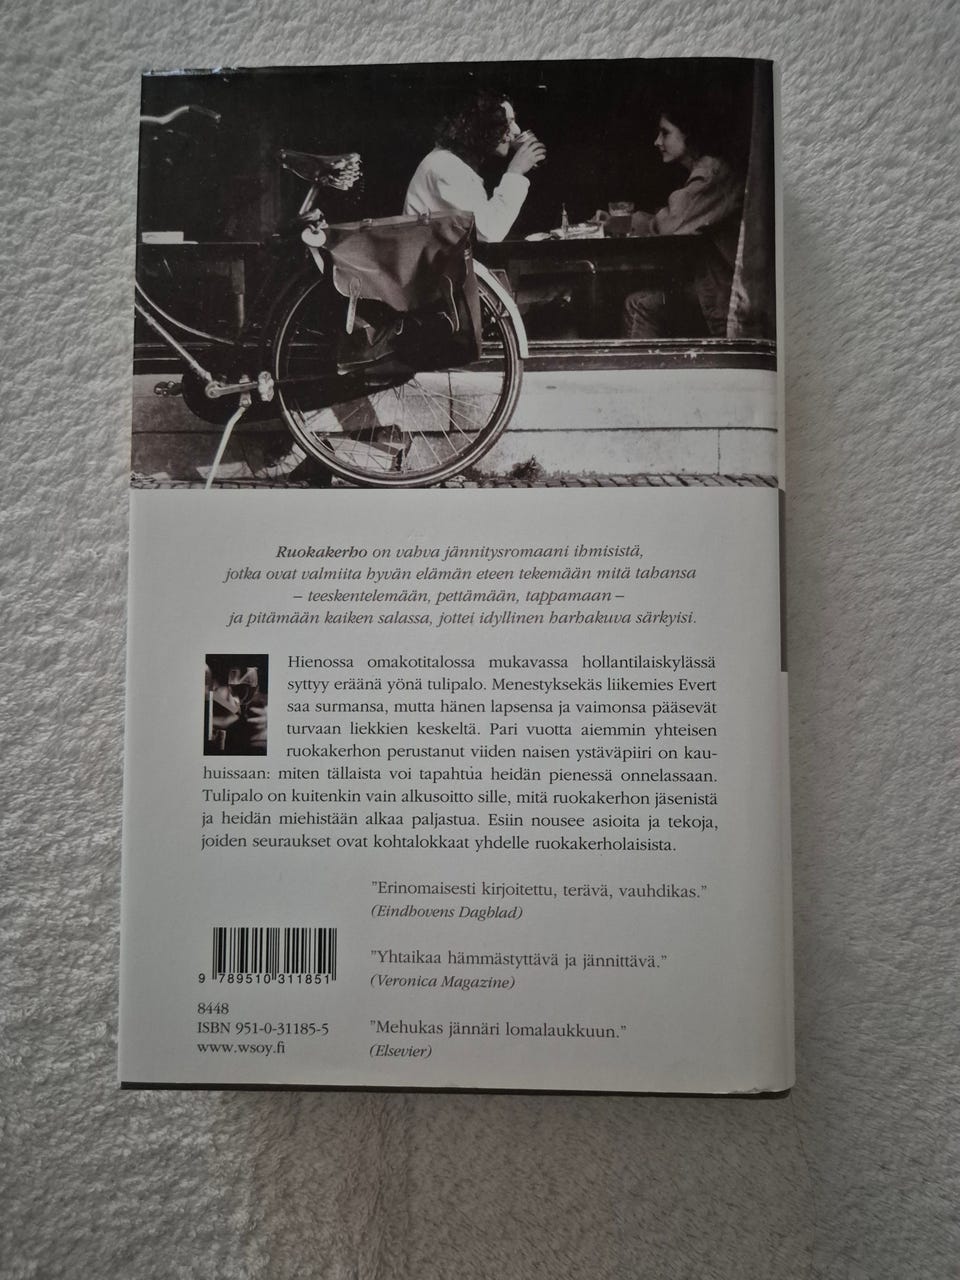 Ruokakerho on vahva jännitysromaani ihmisistä,
jotka ovat valmiita hyvän elämän eteen tekemään mitä tahansa
– teeskentelemään, pettämään, tappamaan –
ja pitämään kaiken salassa, jottei idyllinen harhakuva särkyisi.
Hienossa omakotitalossa mukavassa hollantilaiskylässä
syttyy eräänä yönä tulipalo. Menestyksekäs liikemies Evert
saa surmansa, mutta hänen lapsensa ja vaimonsa pääsevät
turvaan liekkien keskeltä. Pari vuotta aiemmin yhteisen
ruokakerhon perustanut viiden naisen ystäväpiiri on kau-
huissaan: miten tällaista voi tapahtua heidän pienessä onnelassaan.
Tulipalo on kuitenkin vain alkusoitto sille, mitä ruokakerhon jäsenistä
ja heidän miehistään alkaa paljastua. Esiin nousee asioita ja tekoja,
joiden seuraukset ovat kohtalokkaat yhdelle ruokakerholaisista.
”Erinomaisesti kirjoitettu, terävä, vauhdikas.”
(Eindhovens Dagblad)
”Yhtaikaa hämmästyttävä ja jännittävä.”
(Veronica Magazine)
”Mehukas jännäri lomalaukkuun.”
(Elsevier)
9 789510 311851
8448
ISBN 951-0-31185-5
www.wsoy.fi